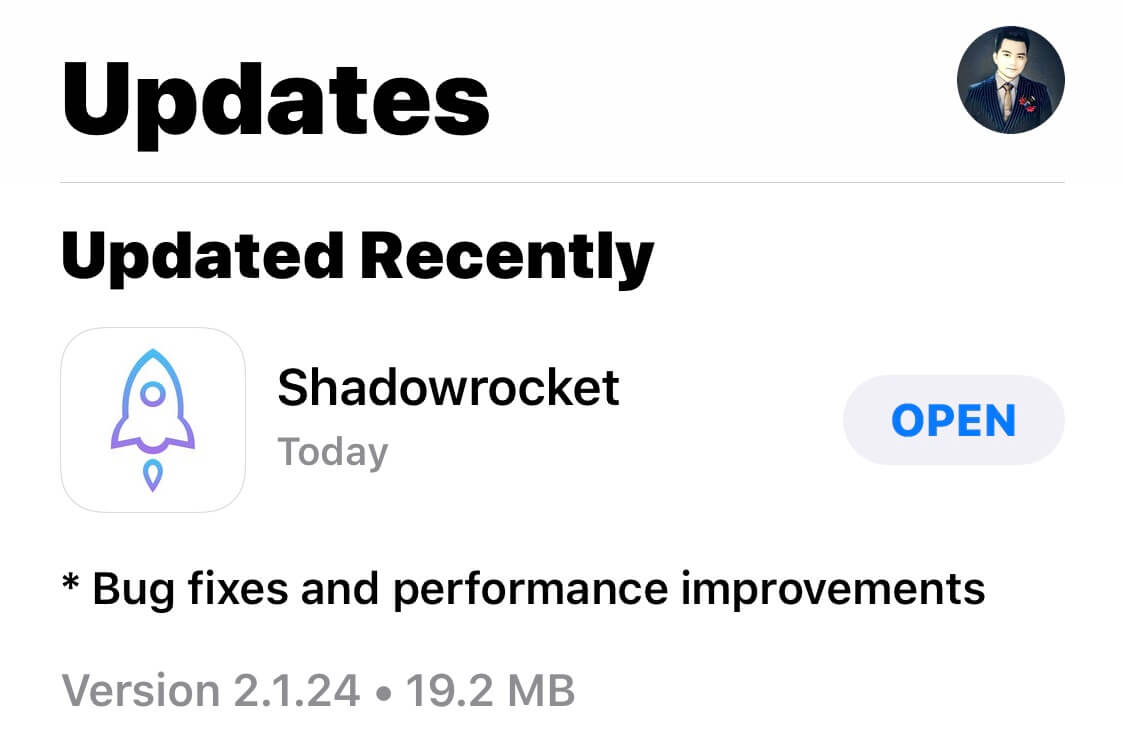 Updates
Updated Recently
Shadowrocket
Today
OPEN
* Bug fixes and performance improvements
Version 2.1.24 • 19.2 MB